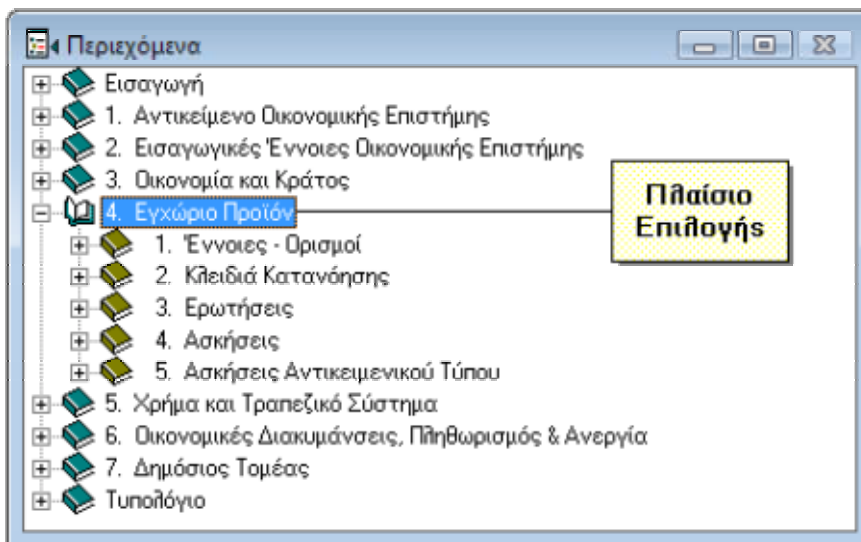 Περιεχόμενα
Εισαγωγή
1. Αντικείμενο Οικονομικής Επιστήμης
2. Εισαγωγικές Έννοιες Οικονομικής Επιστήμης
3. Οικονομία και Κράτος
4. Εγχώριο Προϊόν
Πλαίσιο
Επιλογής
1. Έννοιες - Ορισμοί
2. Κλειδιά Κατανόησης
3. Ερωτήσεις
4. Ασκήσεις
5. Ασκήσεις Αντικειμενικού Τύπου
5. Χρήμα και Τραπεζικό Σύστημα
6. Οικονομικές Διακυμάνσεις, Πληθωρισμός & Ανεργία
7. Δημόσιος Τομέας
Τυπολόγιο